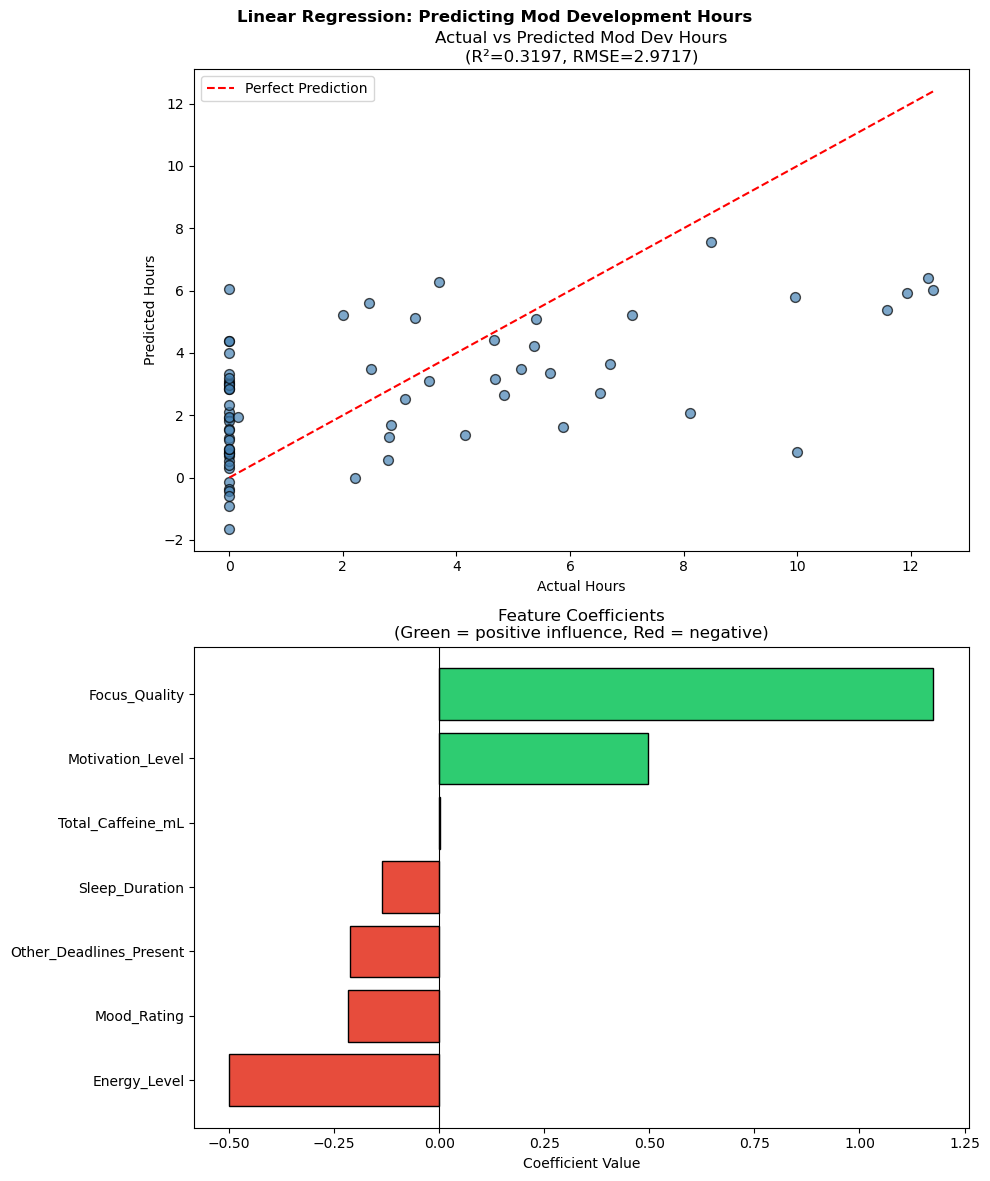 Linear Regression: Predicting Mod Development Hours
Actual vs Predicted Mod Dev Hours
(R²=0.3197, RMSE=2.9717)
Perfect Prediction
12
10
8
6
4
2
0
−2
Predicted Hours
0 2 4 6 8 10 12
Actual Hours
Feature Coefficients
(Green = positive influence, Red = negative)
Focus_Quality
Motivation_Level
Total_Caffeine_mL
Sleep_Duration
Other_Deadlines_Present
Mood_Rating
Energy_Level
−0.50 −0.25 0.00 0.25 0.50 0.75 1.00 1.25
Coefficient Value